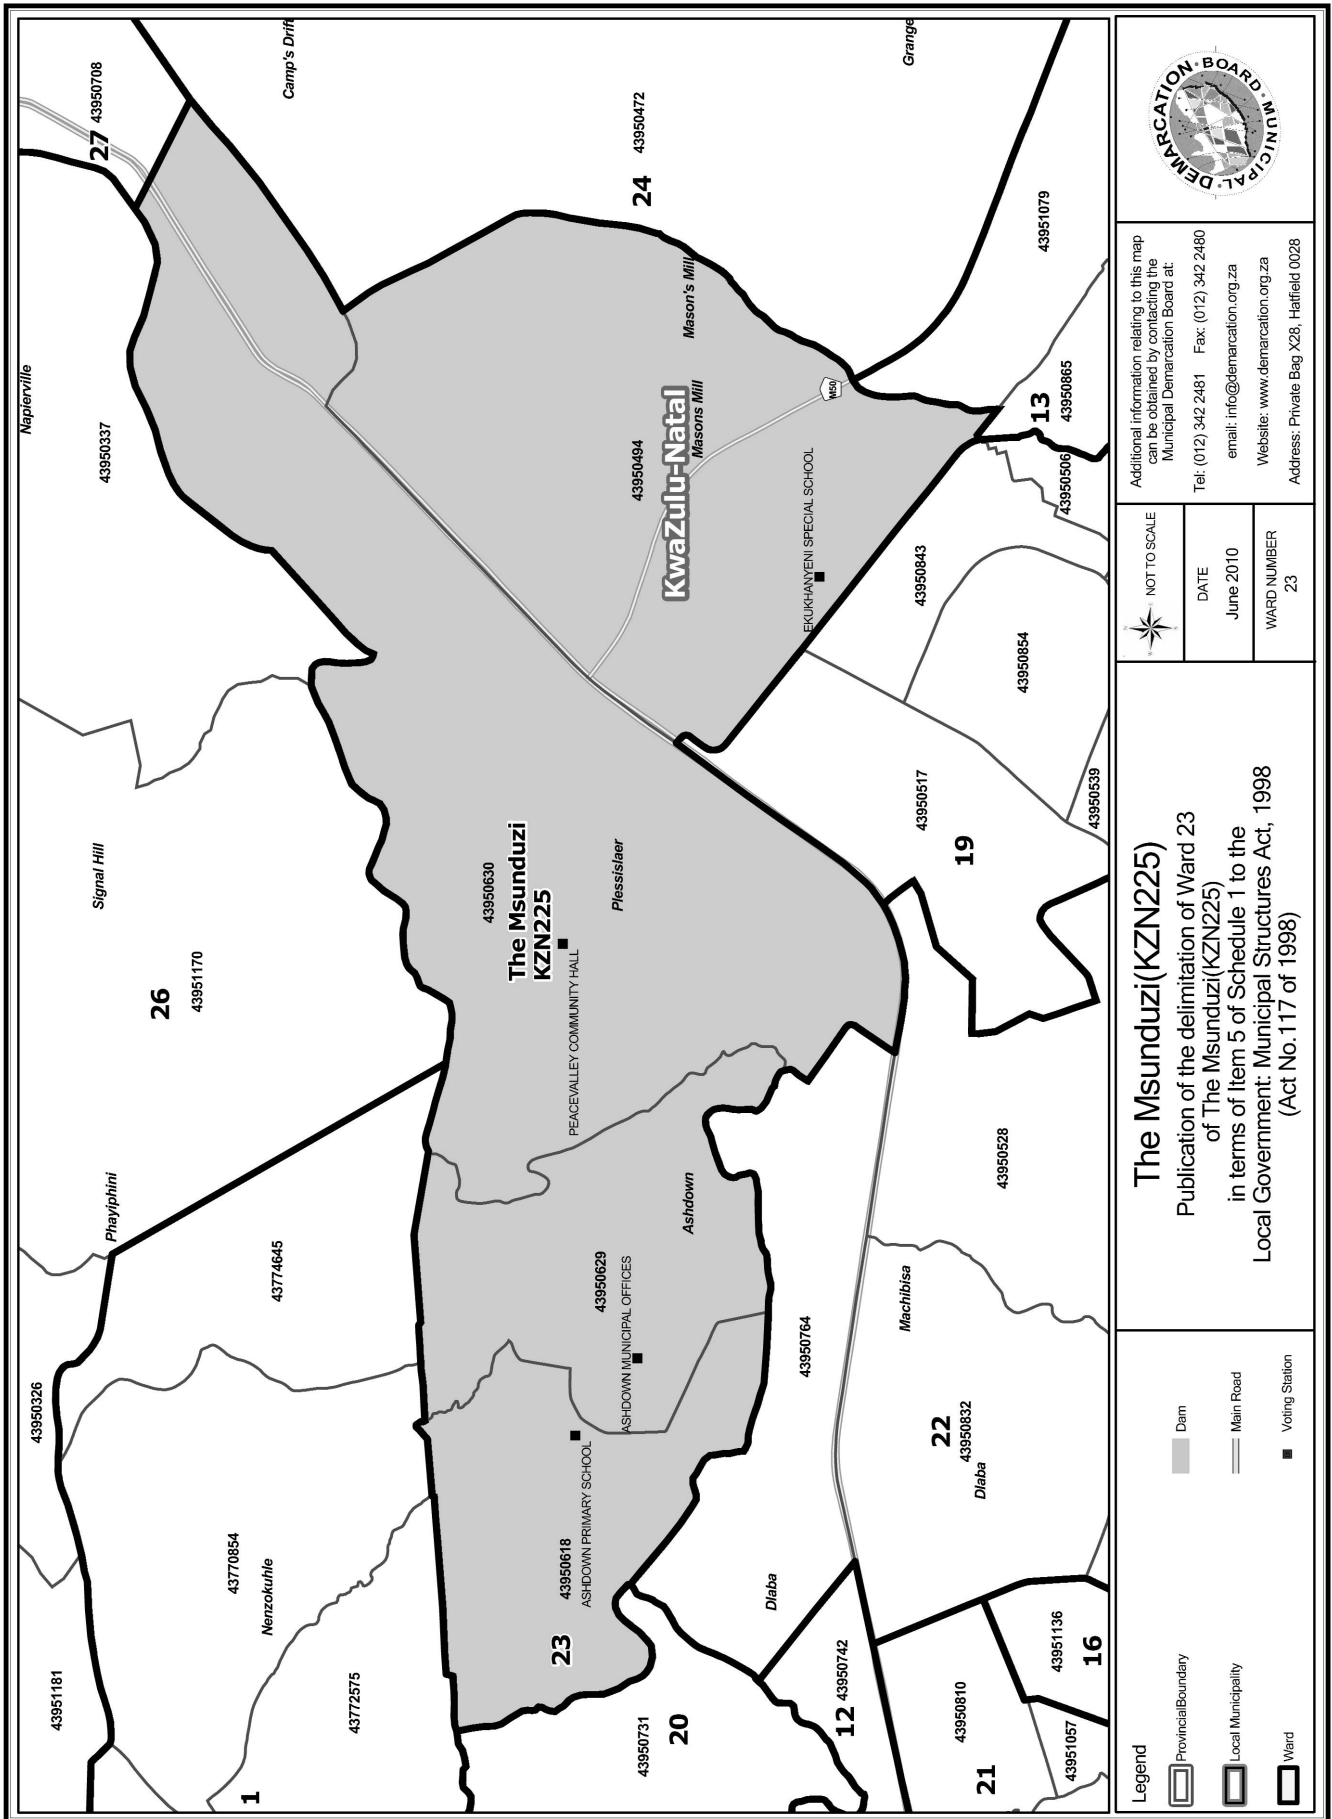 Napierville
Signal Hill
Phayiphini
Nenzokuhle
Camp's Drift
Grange
Mason's Mill
Masons Mill
Plessislaer
Ashdown
Machibisa
Dlaba
Dlaba
27
43950708
43950337
26
43951170
43950326
43774645
43770854
43951181
43772575
1
24
43950472
43950494
KwaZulu-Natal
M50
EKUKHANYENI SPECIAL SCHOOL
43950630
The Msunduzi
KZN225
PEACEVALLEY COMMUNITY HALL
43950629
ASHDOWN MUNICIPAL OFFICES
43950618
ASHDOWN PRIMARY SCHOOL
23
43950731
20
43951079
13
43950865
43950506
43950843
43950854
43950517
43950539
19
43950528
43950764
22
43950832
12
43950742
43950810
21
43951136
16
43951057
Legend
ProvincialBoundary
Local Municipality
Ward
Dam
Main Road
Voting Station
The Msunduzi(KZN225)
Publication of the delimitation of Ward 23
of The Msunduzi(KZN225)
in terms of Item 5 of Schedule 1 to the
Local Government: Municipal Structures Act, 1998
(Act No.117 of 1998)
NOT TO SCALE
DATE
June 2010
WARD NUMBER
23
Additional information relating to this map
can be obtained by contacting the
Municipal Demarcation Board at:
Tel: (012) 342 2481 Fax: (012) 342 2480
email: info@demarcation.org.za
Website: www.demarcation.org.za
Address: Private Bag X28, Hatfield 0028
MUNICIPAL • DEMARCATION • BOARD •